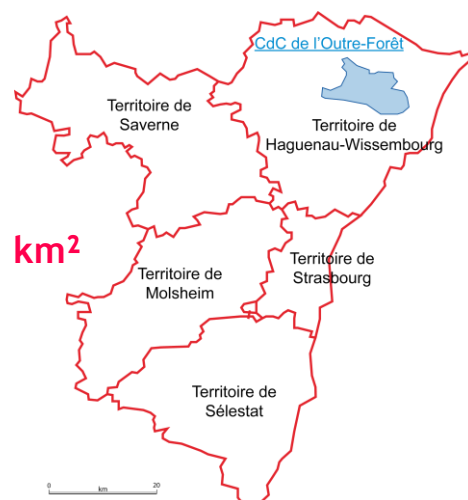 CdC de l'Outre-Forêt
Territoire de
Saverne
Territoire de
Haguenau-Wissembourg
km²
Territoire de
Molsheim
Territoire de
Strasbourg
Territoire de
Sélestat
0 km 20